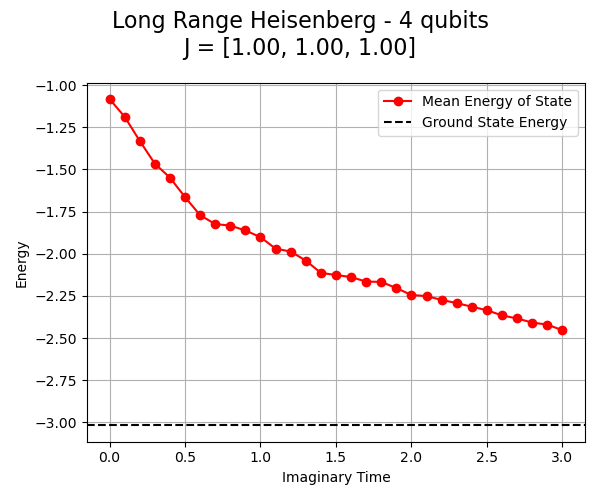 Long Range Heisenberg - 4 qubits
J = [1.00, 1.00, 1.00]
Mean Energy of State
Ground State Energy
−1.00
−1.25
−1.50
−1.75
−2.00
−2.25
−2.50
−2.75
−3.00
Energy
0.0 0.5 1.0 1.5 2.0 2.5 3.0
Imaginary Time